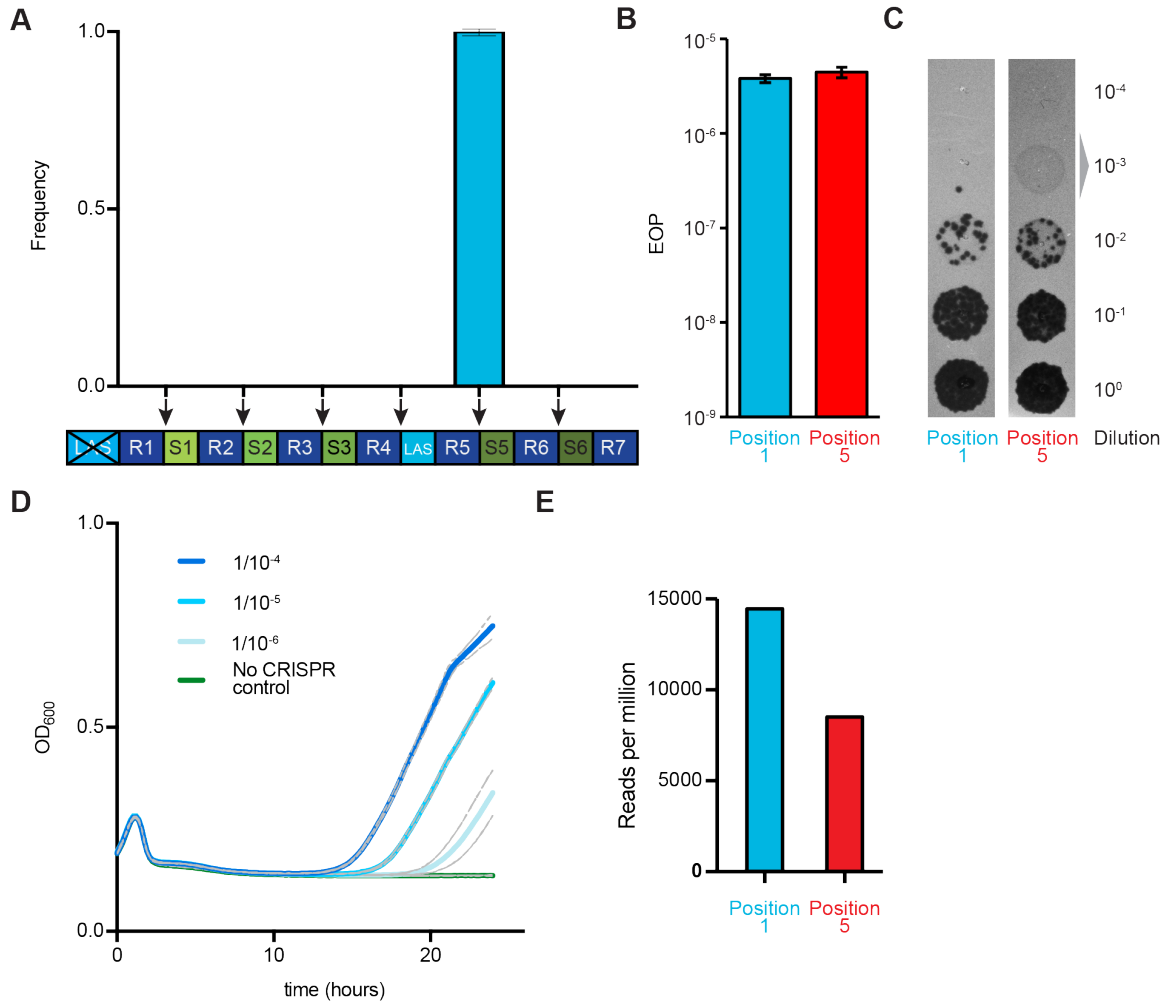 A
1.0
0.5
0.0
Frequency
LAS R1 S1 R2 S2 R3 S3 R4 LAS R5 S5 R6 S6 R7
B
10-5
10-6
10-7
10-8
10-9
EOP
Position 1
Position 5
C
10-4
10-3
10-2
10-1
100
Position 1
Position 5
Dilution
D
1.0
0.5
0.0
OD600
1/10-4
1/10-5
1/10-6
No CRISPR
control
0 10 20
time (hours)
E
15000
10000
5000
0
Reads per million
Position 1
Position 5